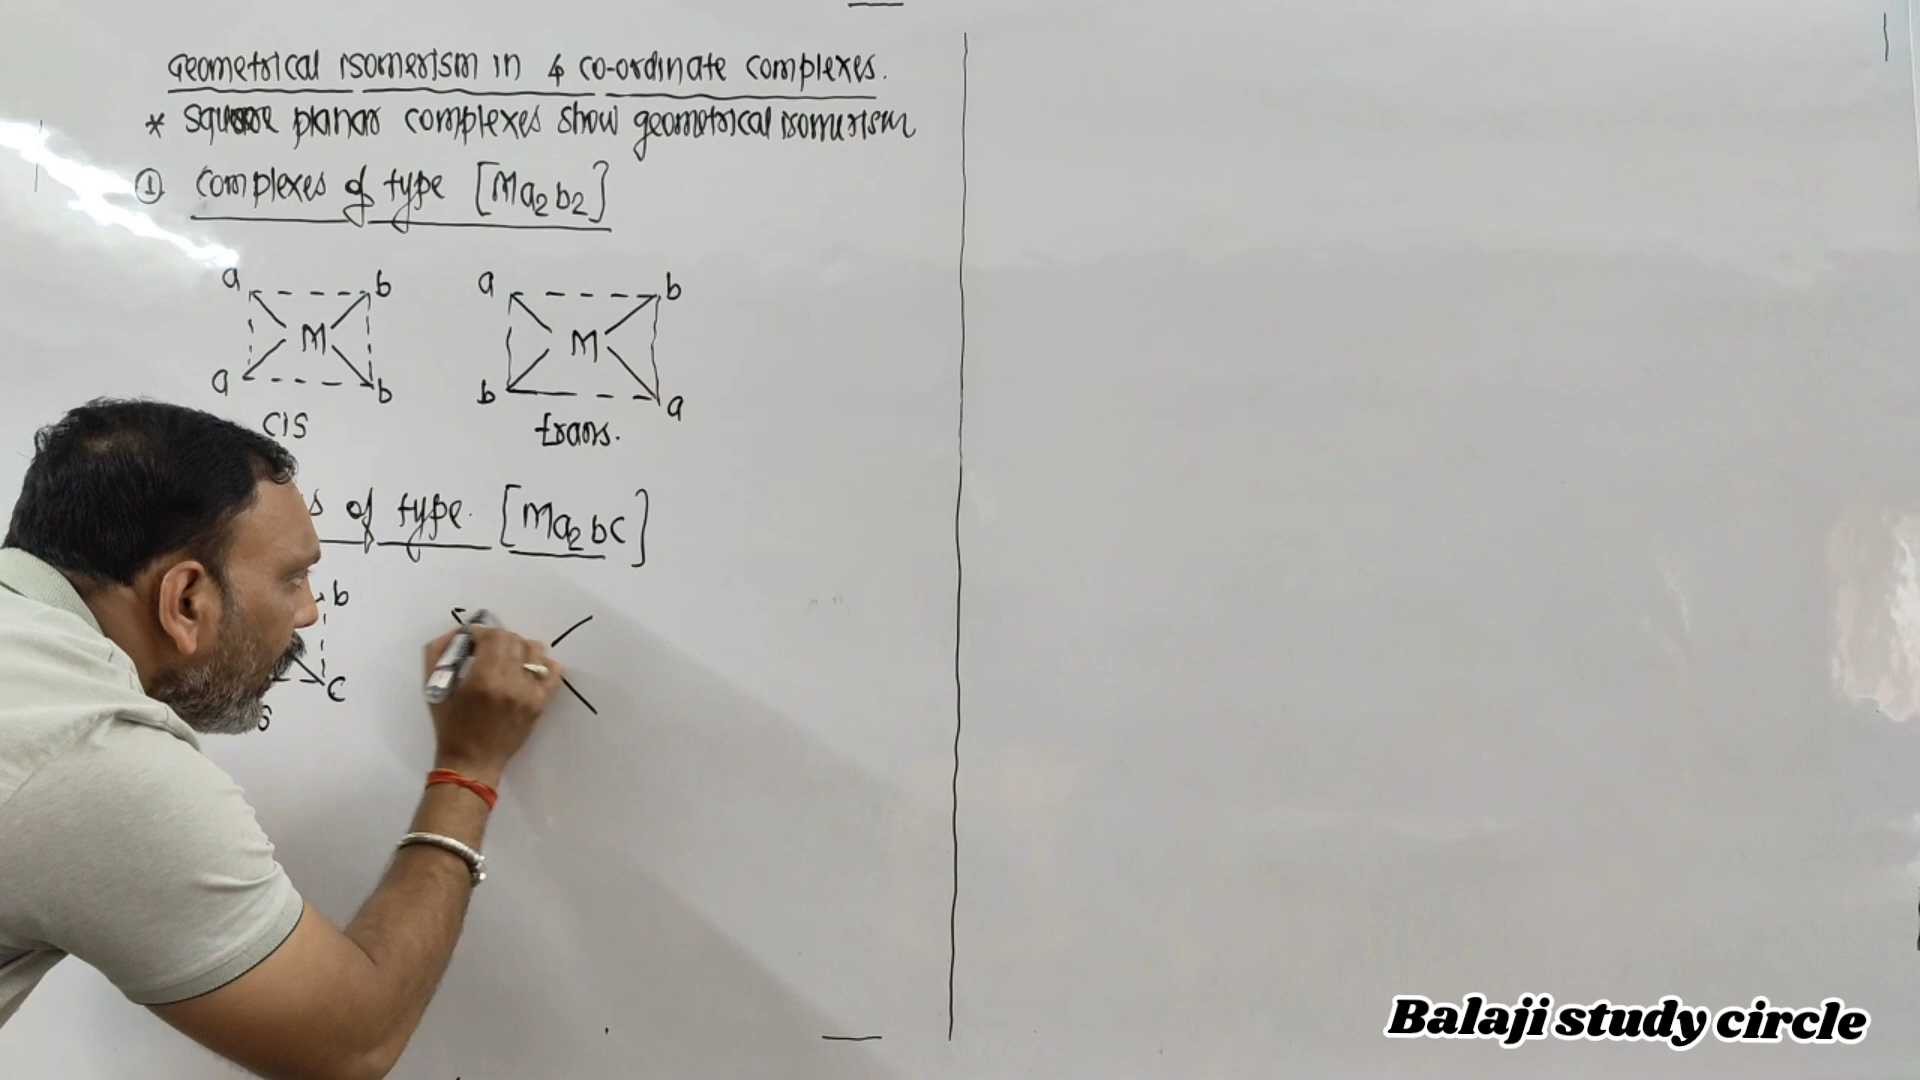 Geometrical isomerism in 4 co-ordinate complexes.
* square planar complexes show geometrical isomerism
① complexes of type [Ma₂b₂]
a b a b
M M
a b b a
cis trans.
s of type. [Ma₂bc]
b
c
s
Balaji study circle